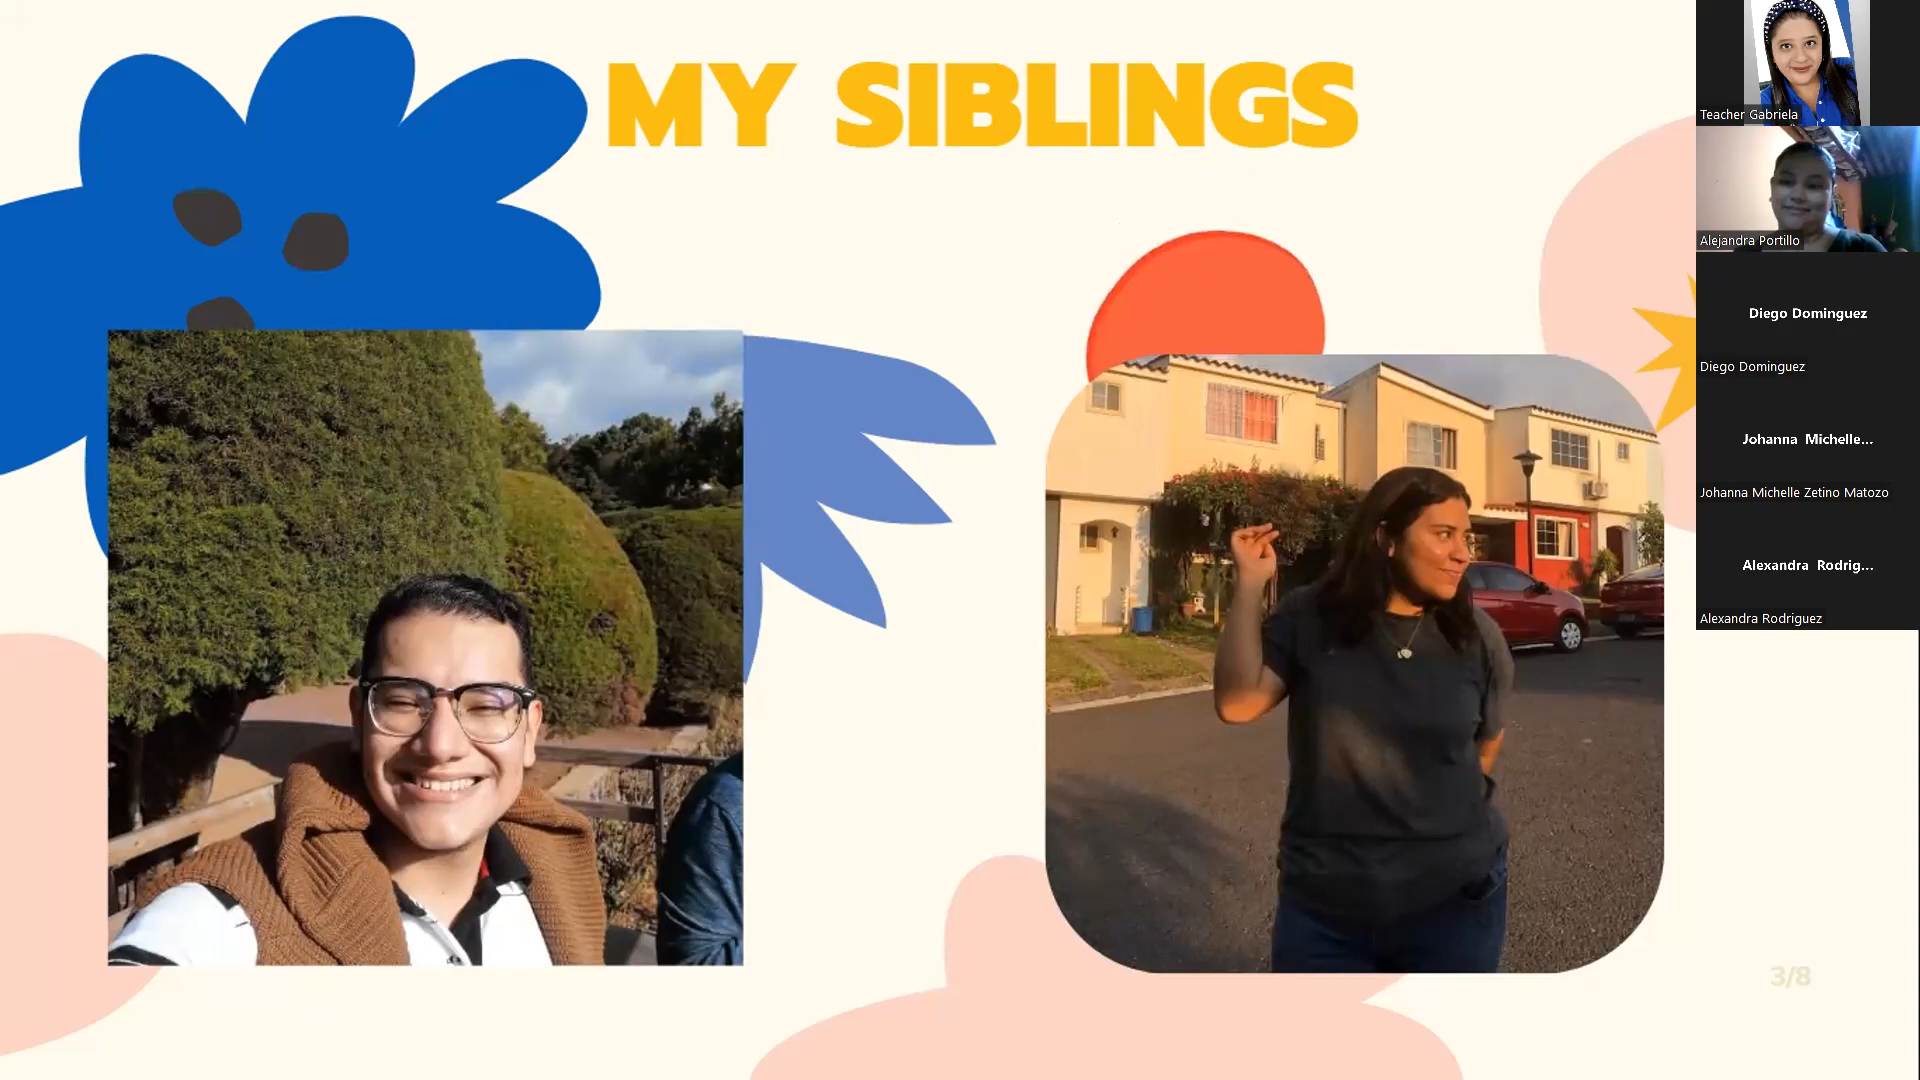 MY SIBLINGS
3/8
Teacher Gabriela
Alejandra Portillo
Diego Dominguez
Diego Dominguez
Johanna Michelle...
Johanna Michelle Zetino Matozo
Alexandra Rodrig...
Alexandra Rodriguez